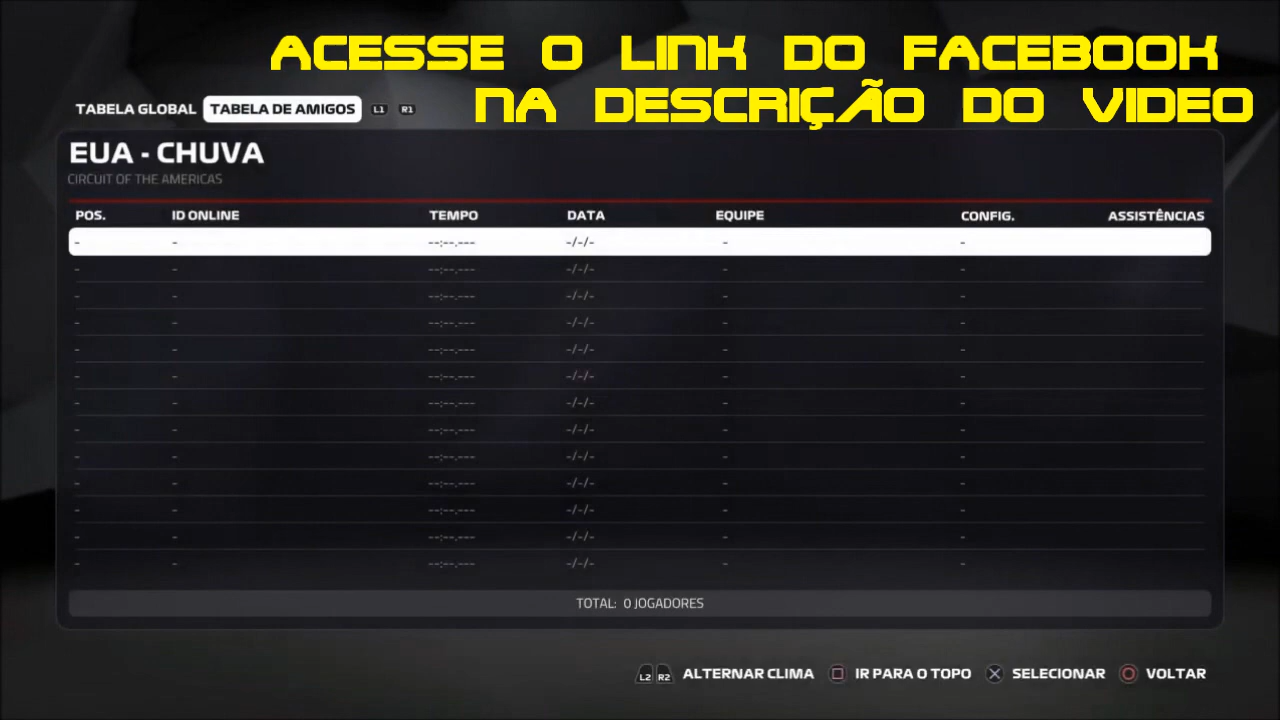 ACESSE O LINK DO FACEBOOK
NA DESCRIÇÃO DO VIDEO
TABELA GLOBAL TABELA DE AMIGOS L1 R1
EUA - CHUVA
CIRCUIT OF THE AMERICAS
POS. ID ONLINE TEMPO DATA EQUIPE CONFIG. ASSISTÊNCIAS
- - --:--.--- -/-/- - -
- - --:--.--- -/-/- - -
- - --:--.--- -/-/- - -
- - --:--.--- -/-/- - -
- - --:--.--- -/-/- - -
- - --:--.--- -/-/- - -
- - --:--.--- -/-/- - -
- - --:--.--- -/-/- - -
- - --:--.--- -/-/- - -
- - --:--.--- -/-/- - -
- - --:--.--- -/-/- - -
- - --:--.--- -/-/- - -
- - --:--.--- -/-/- - -
TOTAL: 0 JOGADORES
L2 R2 ALTERNAR CLIMA IR PARA O TOPO SELECIONAR VOLTAR